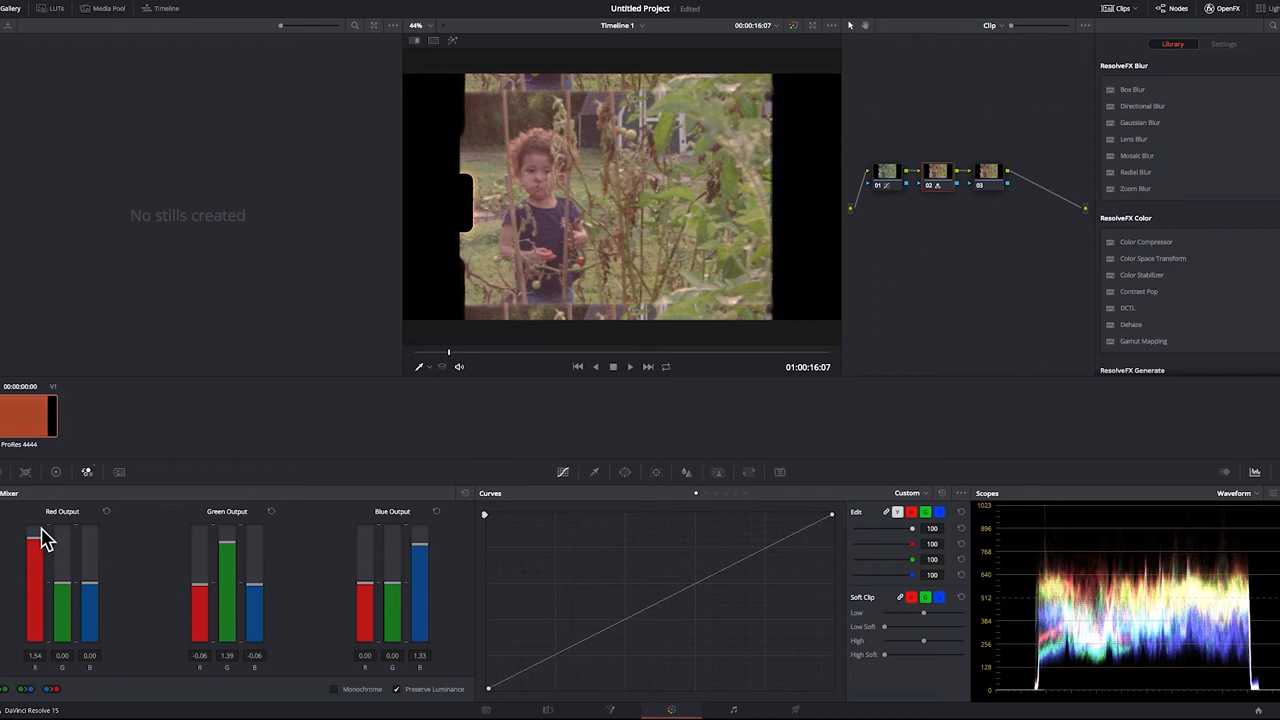 Gallery LUTs Media Pool Timeline Untitled Project Edited Clips Nodes OpenFX
44% Timeline 1 00:00:16:07 Clip
Library Settings
ResolveFX Blur
Box Blur
Directional Blur
Gaussian Blur
Lens Blur
Mosaic Blur
Radial Blur
Zoom Blur
01 02 03
No stills created
ResolveFX Color
Color Compressor
Color Space Transform
Color Stabilizer
Contrast Pop
DCTL
Dehaze
Gamut Mapping
01:00:16:07
ResolveFX Generate
00:00:00:00 V1
ProRes 4444
Mixer Curves Custom Scopes Waveform
Red Output Green Output Blue Output
Edit Y R G B 100
100
100
100
Soft Clip R G B
Low
Low Soft
High
High Soft
1023
896
768
640
512
384
256
128
0
1.54 0.00 0.00 -0.06 1.39 -0.06 0.00 0.00 1.33
R G B R G B R G B
Monochrome Preserve Luminance
DaVinci Resolve 15